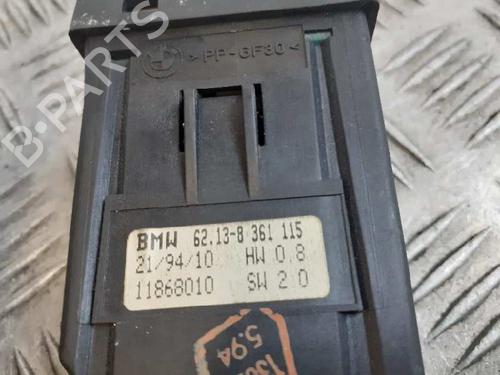 >PP-GF30<
B-PARTS
BMW 62.13-8 361 115
21/94/10 HW 0.8
11868010 SW 2.0
5.94